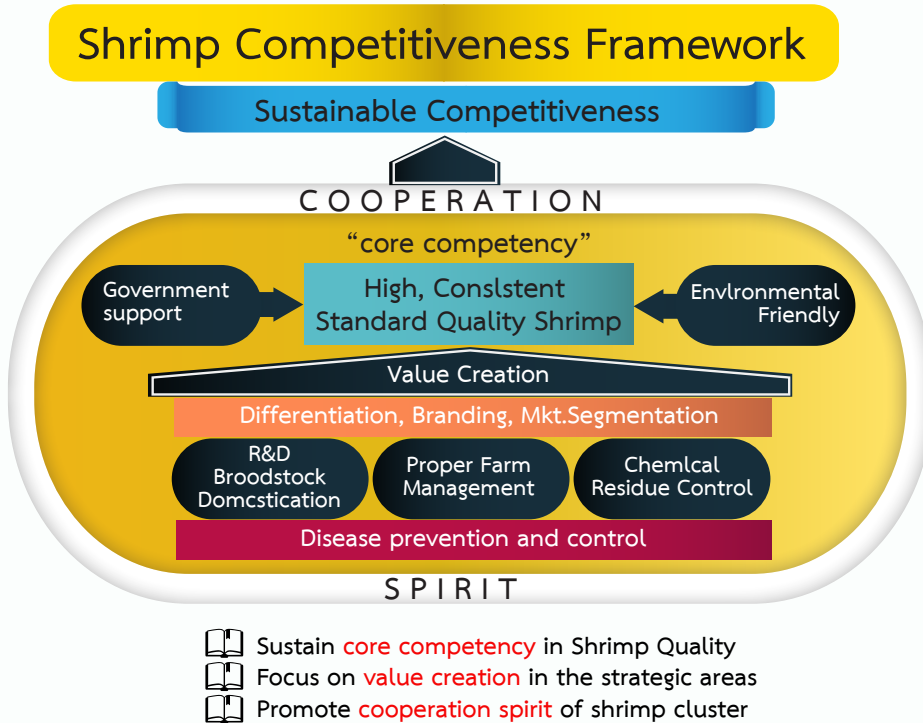 Shrimp Competitiveness Framework
Sustainable Competitiveness
COOPERATION
“core competency”
Government
support
High, Conslstent
Standard Quality Shrimp
Envlronmental
Friendly
Value Creation
Differentiation, Branding, Mkt.Segmentation
R&D
Broodstock
Domcstication
Proper Farm
Management
Chemlcal
Residue Control
Disease prevention and control
SPIRIT
Sustain core competency in Shrimp Quality
Focus on value creation in the strategic areas
Promote cooperation spirit of shrimp cluster